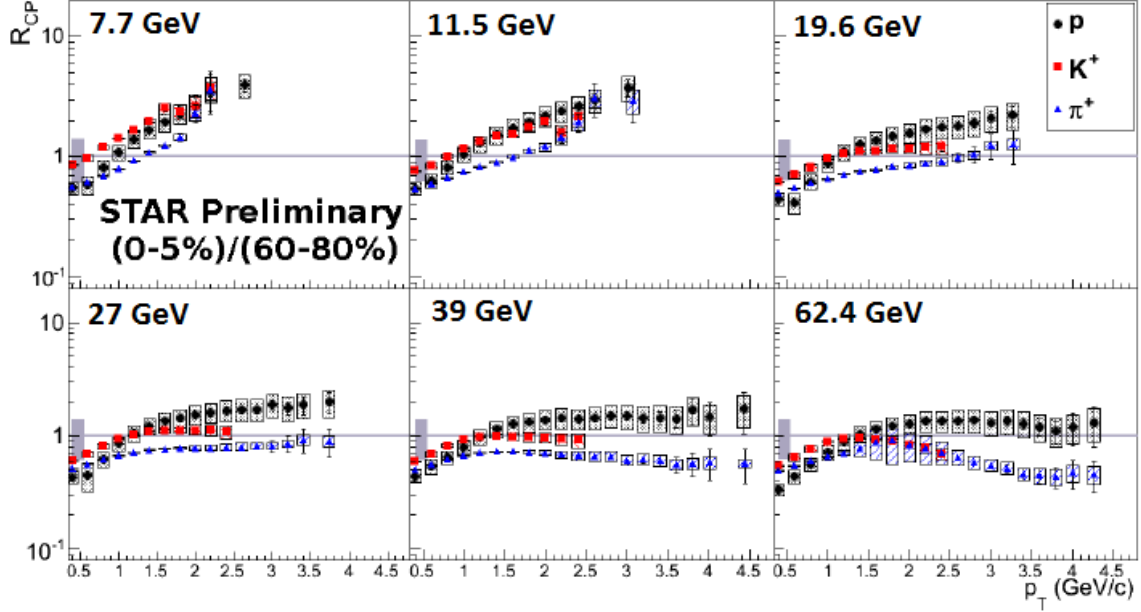 R_CP
7.7 GeV
11.5 GeV
19.6 GeV
p
K⁺
π⁺
10
1
10⁻¹
STAR Preliminary
(0-5%)/(60-80%)
27 GeV
39 GeV
62.4 GeV
10
1
10⁻¹
0.5 1 1.5 2 2.5 3 3.5 4 4.5
0.5 1 1.5 2 2.5 3 3.5 4 4.5
0.5 1 1.5 2 2.5 3 3.5 4 4.5
p_T (GeV/c)